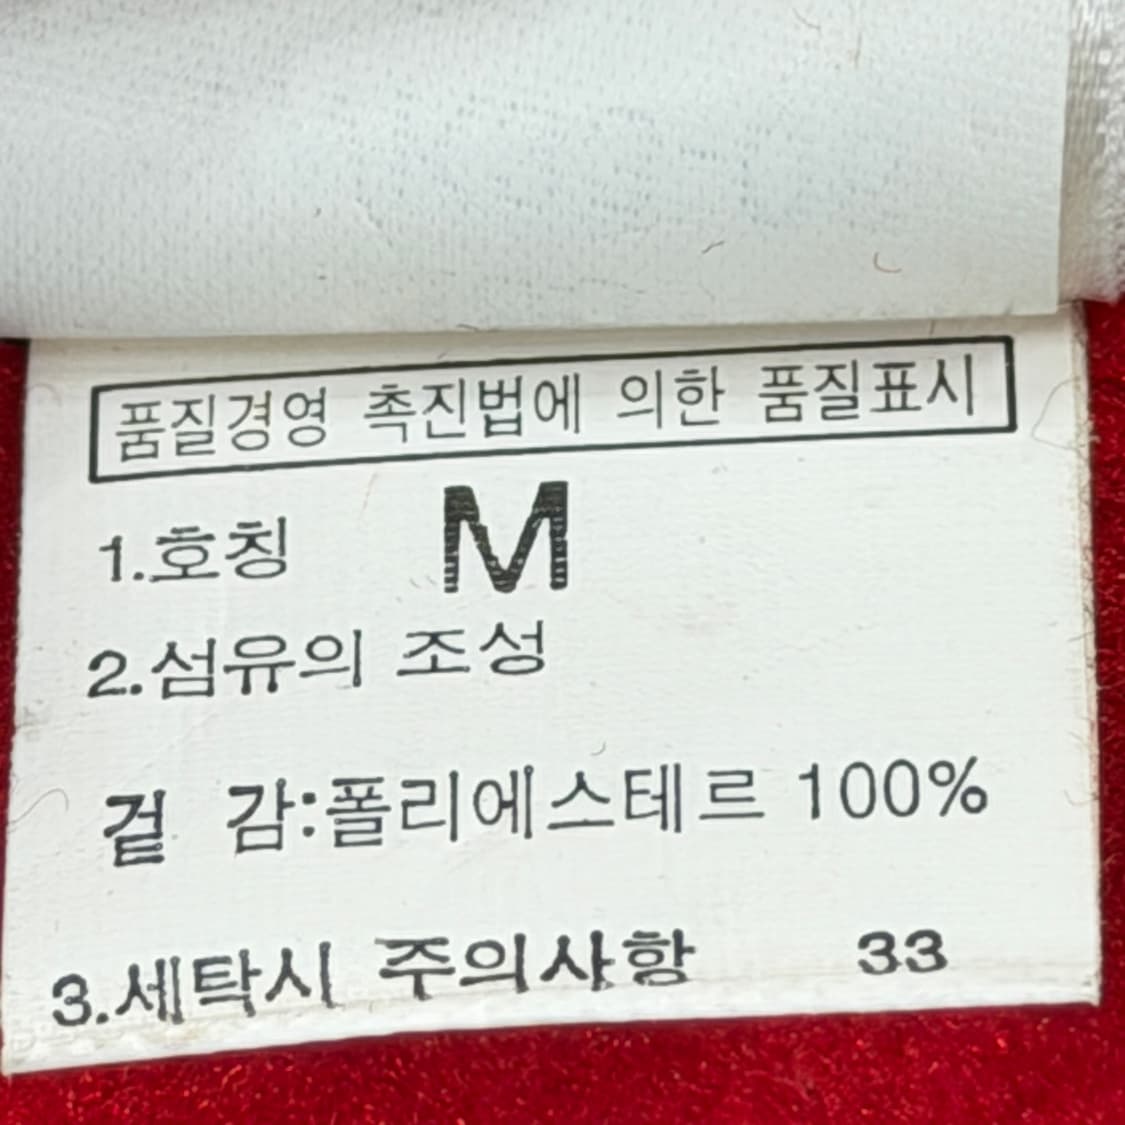 품질경영 촉진법에 의한 품질표시
1.호칭 M
2.섬유의 조성
겉 감:폴리에스테르 100%
3.세탁시 주의사항 33